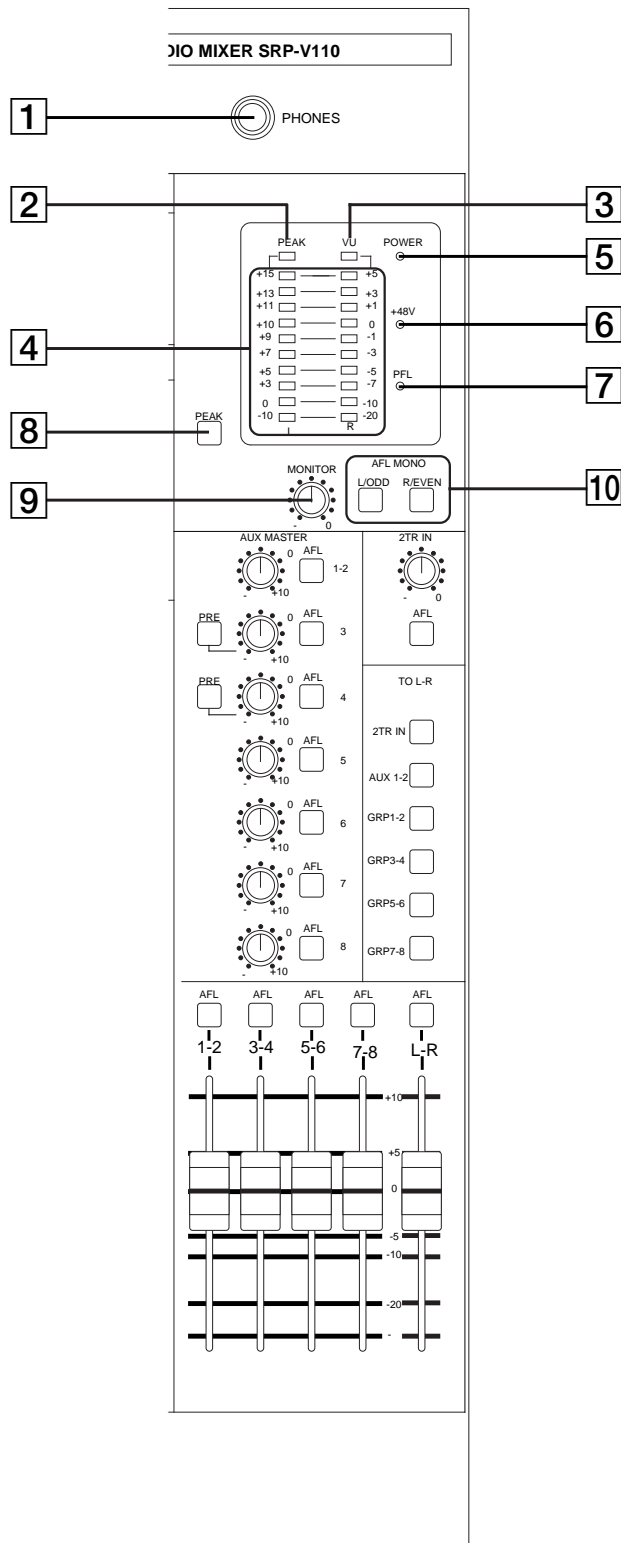 DIO MIXER SRP-V110
1 PHONES
2 3
PEAK VU POWER
5
+15 +5
+13 +3
+11 +1 +48V
+10 0 6
+9 -1
4 +7 -3
+5 -5 PFL
+3 -7 7
0 -10
-10 -20
L R
PEAK
8
AFL MONO
MONITOR L/ODD R/EVEN 10
9
- 0
AUX MASTER 2TR IN
0 AFL
1-2
- +10 - 0
PRE 0 AFL AFL
3
- +10
PRE 0 AFL TO L-R
4
- +10 2TR IN
0 AFL
5 AUX 1-2
- +10
0 AFL GRP1-2
6
- +10 GRP3-4
0 AFL
7 GRP5-6
- +10
0 AFL
8 GRP7-8
- +10
AFL AFL AFL AFL AFL
1-2 3-4 5-6 7-8 L-R
+10
+5
0
-5
-10
-20
-